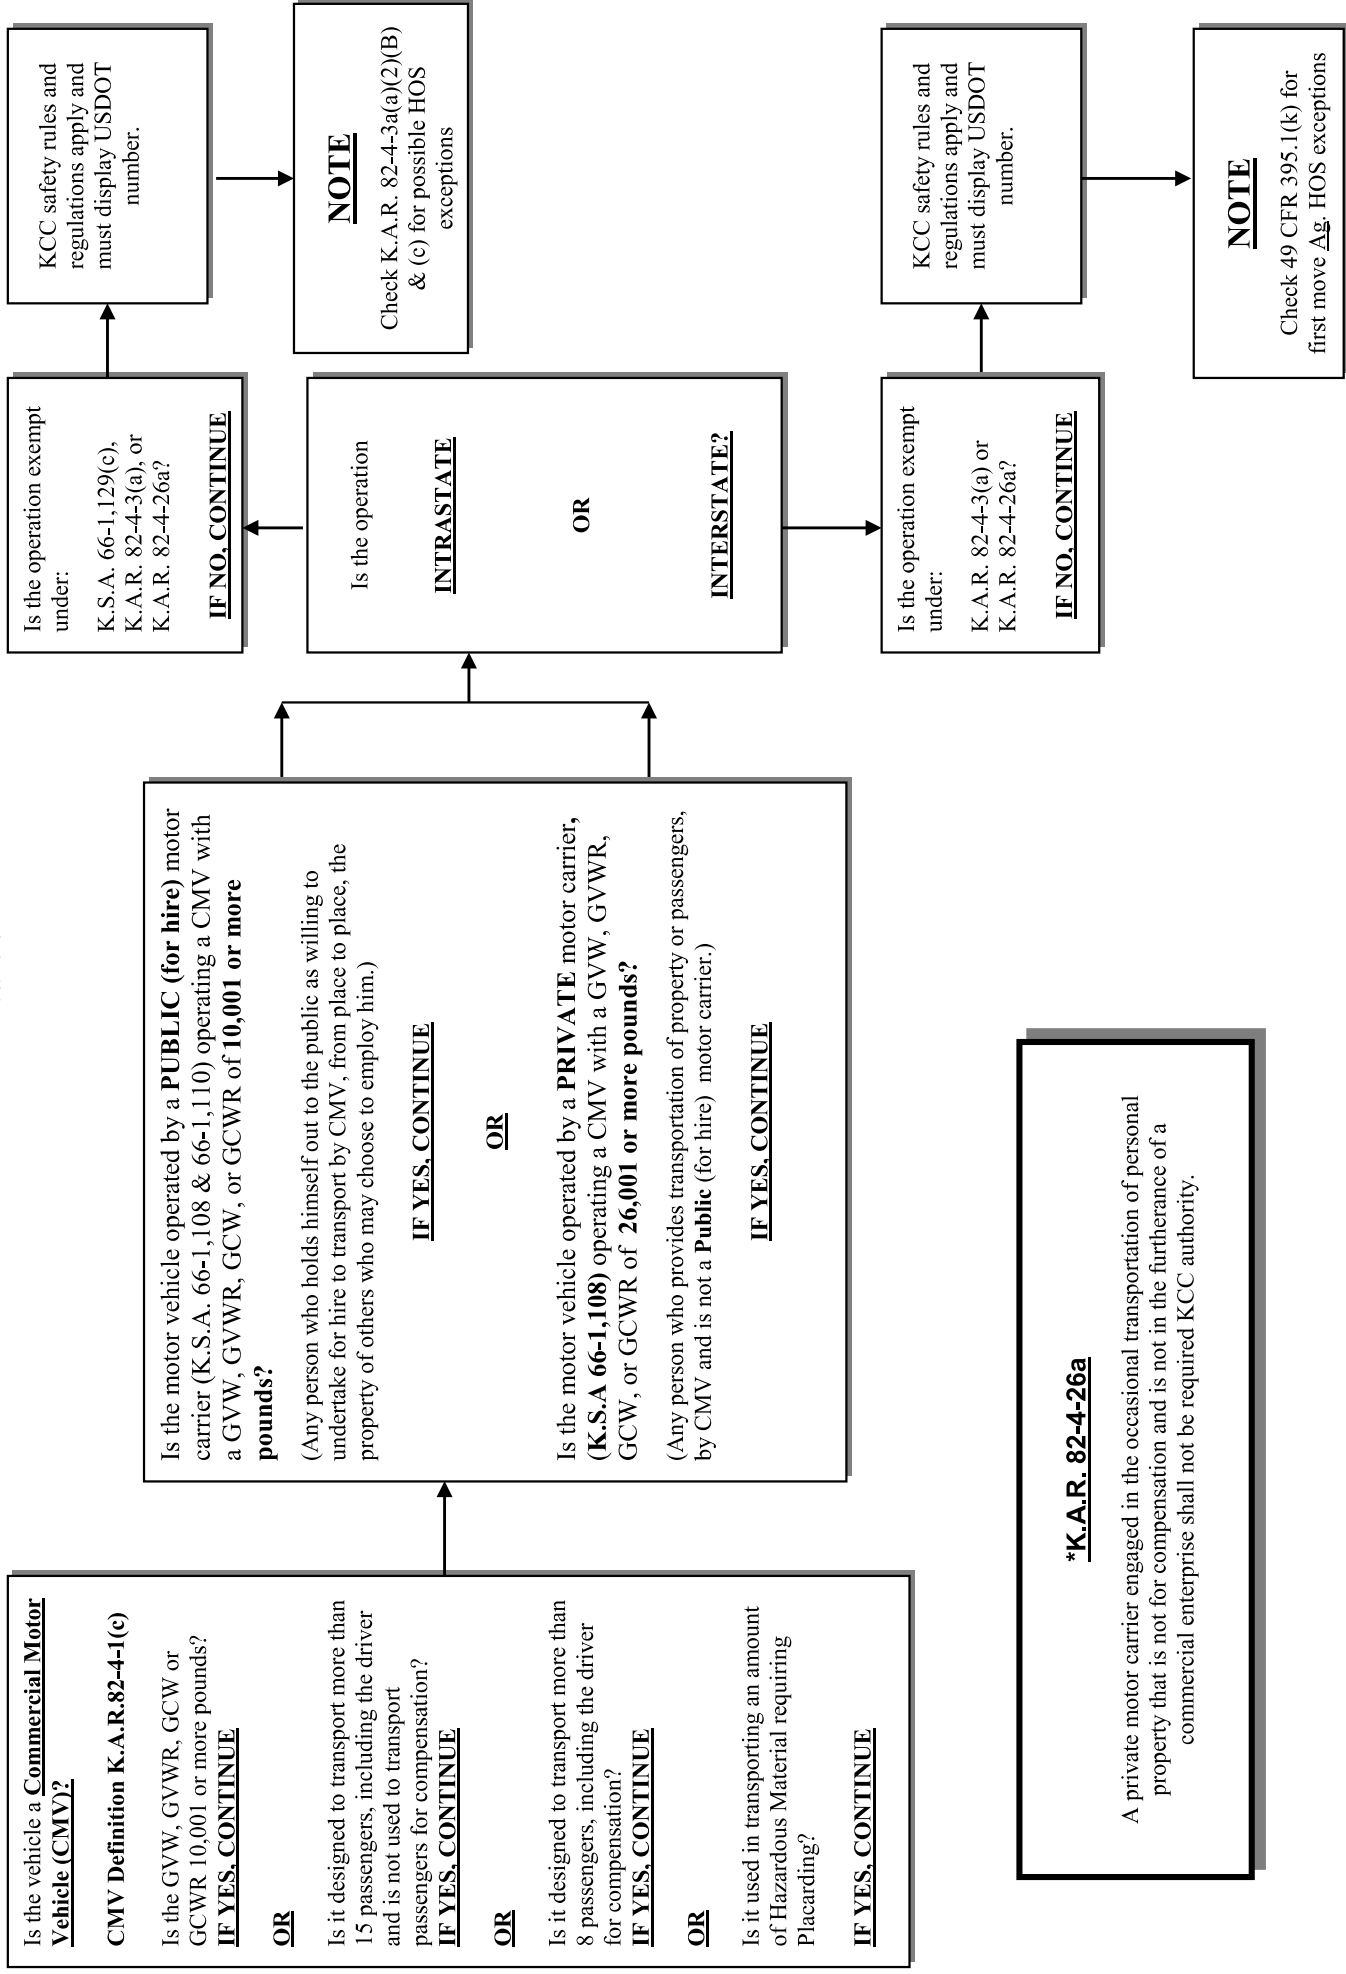 Is the vehicle a Commercial Motor
Vehicle (CMV)?
CMV Definition K.A.R.82-4-1(c)
Is the GVW, GVWR, GCW or
GCWR 10,001 or more pounds?
IF YES, CONTINUE
OR
Is it designed to transport more than
15 passengers, including the driver
and is not used to transport
passengers for compensation?
IF YES, CONTINUE
OR
Is it designed to transport more than
8 passengers, including the driver
for compensation?
IF YES, CONTINUE
OR
Is it used in transporting an amount
of Hazardous Material requiring
Placarding?
IF YES, CONTINUE
Is the motor vehicle operated by a PUBLIC (for hire) motor
carrier (K.S.A. 66-1,108 & 66-1,110) operating a CMV with
a GVW, GVWR, GCW, or GCWR of 10,001 or more
pounds?
(Any person who holds himself out to the public as willing to
undertake for hire to transport by CMV, from place to place, the
property of others who may choose to employ him.)
IF YES, CONTINUE
OR
Is the motor vehicle operated by a PRIVATE motor carrier,
(K.S.A 66-1,108) operating a CMV with a GVW, GVWR,
GCW, or GCWR of 26,001 or more pounds?
(Any person who provides transportation of property or passengers,
by CMV and is not a Public (for hire) motor carrier.)
IF YES, CONTINUE
Is the operation
INTRASTATE
OR
INTERSTATE?
Is the operation exempt
under:
K.S.A. 66-1,129(c),
K.A.R. 82-4-3(a), or
K.A.R. 82-4-26a?
IF NO, CONTINUE
KCC safety rules and
regulations apply and
must display USDOT
number.
NOTE
Check K.A.R. 82-4-3a(a)(2)(B)
& (c) for possible HOS
exceptions
Is the operation exempt
under:
K.A.R. 82-4-3(a) or
K.A.R. 82-4-26a?
IF NO, CONTINUE
KCC safety rules and
regulations apply and
must display USDOT
number.
NOTE
Check 49 CFR 395.1(k) for
first move Ag. HOS exceptions
*K.A.R. 82-4-26a
A private motor carrier engaged in the occasional transportation of personal
property that is not for compensation and is not in the furtherance of a
commercial enterprise shall not be required KCC authority.